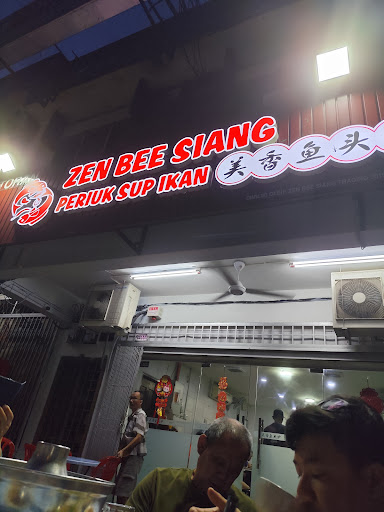 ZEN BEE SIANG
PERIUK SUP IKAN 美香鱼头